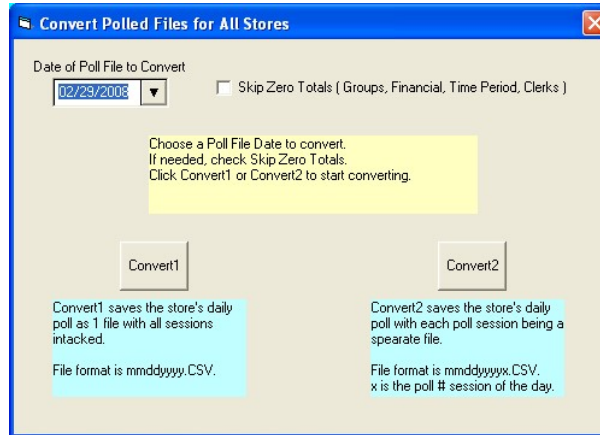 Convert Polled Files for All Stores
Date of Poll File to Convert
02/29/2008
Skip Zero Totals ( Groups, Financial, Time Period, Clerks )
Choose a Poll File Date to convert.
If needed, check Skip Zero Totals.
Click Convert1 or Convert2 to start converting.
Convert1
Convert2
Convert1 saves the store's daily
poll as 1 file with all sessions
intacked.
File format is mmddyyyy.CSV.
Convert2 saves the store's daily
poll with each poll session being a
spearate file.
File format is mmddyyyyx.CSV.
x is the poll # session of the day.